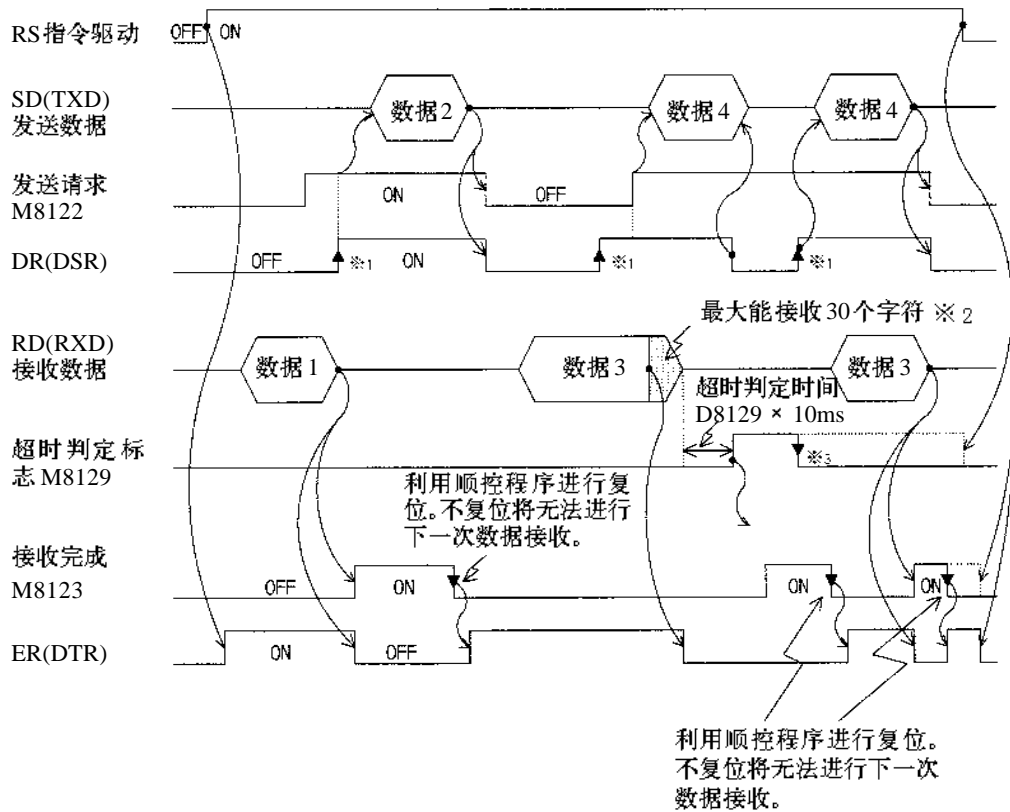 RS指令驱动
OFF
ON
SD(TXD)
发送数据
数据2
数据4
数据4
发送请求
M8122
ON
OFF
DR(DSR)
OFF
※1
ON
※1
※1
最大能接收30个字符 ※2
RD(RXD)
接收数据
数据1
数据3
数据3
超时判定时间
D8129 × 10ms
超时判定标
志 M8129
※3
利用顺控程序进行复
位。不复位将无法进行
下一次数据接收。
接收完成
M8123
OFF
ON
ON
ON
ER(DTR)
ON
OFF
利用顺控程序进行复位。
不复位将无法进行下一次
数据接收。